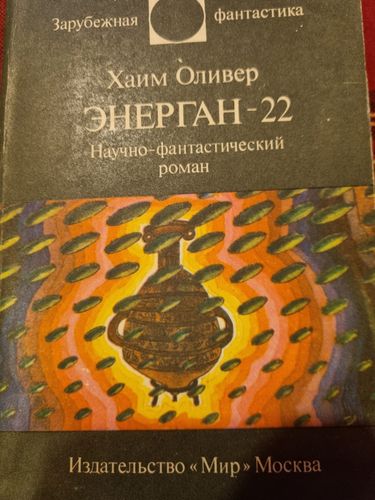 Зарубежная фантастика
Хаим Оливер
ЭНЕРГАН-22
Научно-фантастический
роман
Издательство «Мир» Москва